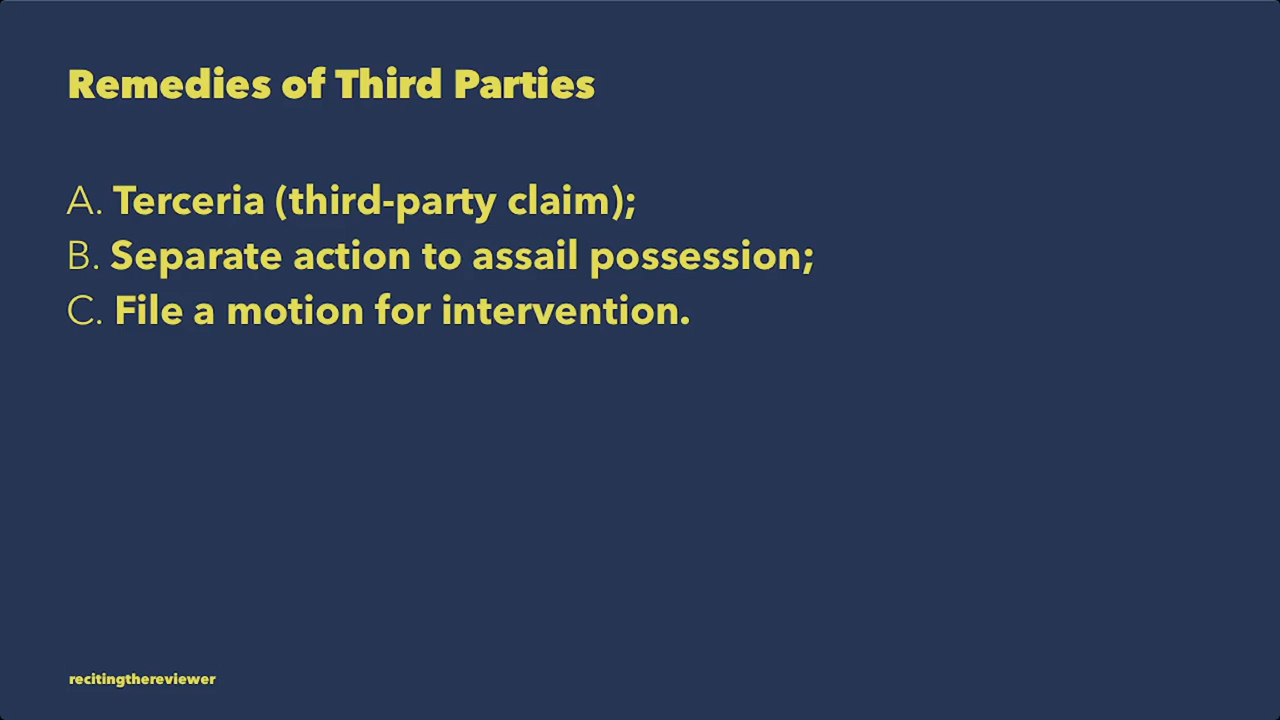 Remedies of Third Parties
A. Terceria (third-party claim);
B. Separate action to assail possession;
C. File a motion for intervention.
recitingthereviewer